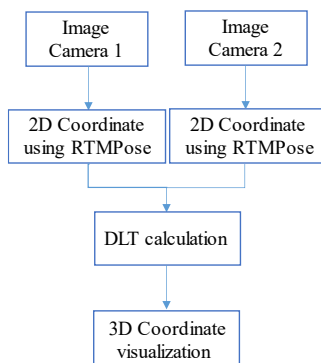 Image
Camera 1
Image
Camera 2
2D Coordinate
using RTMPose
2D Coordinate
using RTMPose
DLT calculation
3D Coordinate
visualization